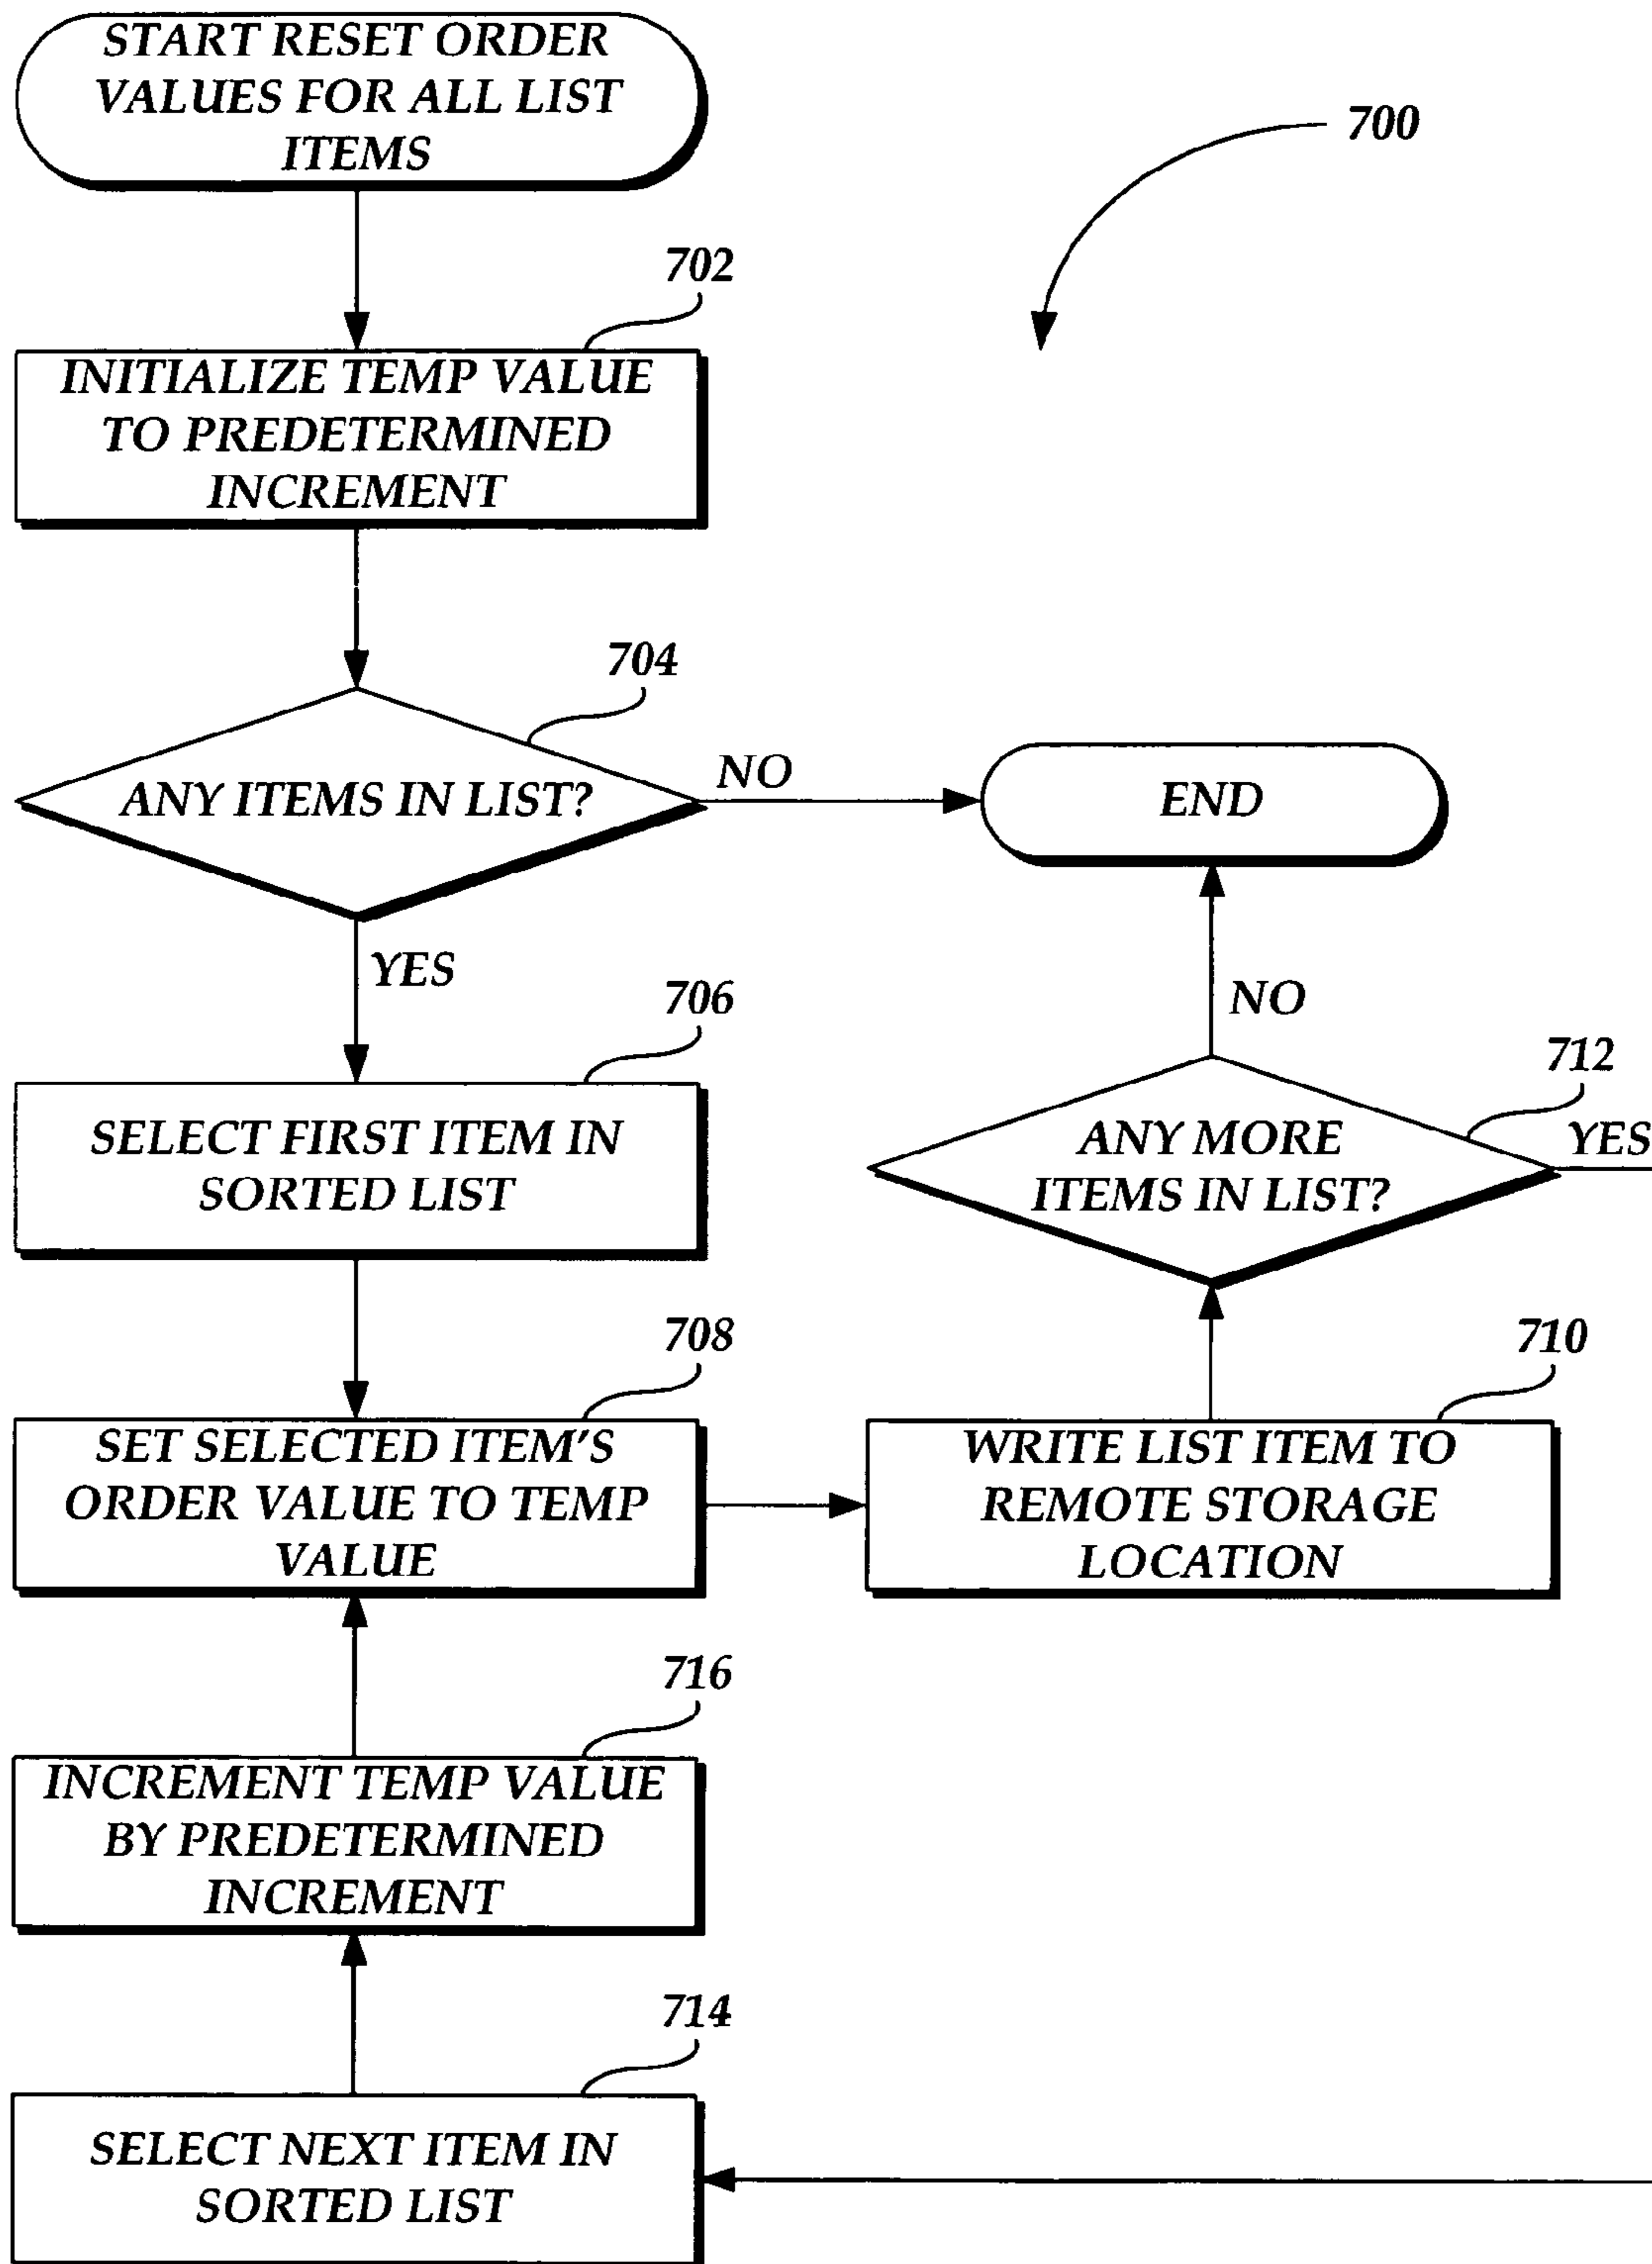 START RESET ORDER
VALUES FOR ALL LIST
ITEMS
700
702
INITIALIZE TEMP VALUE
TO PREDETERMINED
INCREMENT
704
ANY ITEMS IN LIST?
NO
END
YES
706
SELECT FIRST ITEM IN
SORTED LIST
NO
712
ANY MORE
ITEMS IN LIST?
YES
708
SET SELECTED ITEM'S
ORDER VALUE TO TEMP
VALUE
710
WRITE LIST ITEM TO
REMOTE STORAGE
LOCATION
716
INCREMENT TEMP VALUE
BY PREDETERMINED
INCREMENT
714
SELECT NEXT ITEM IN
SORTED LIST